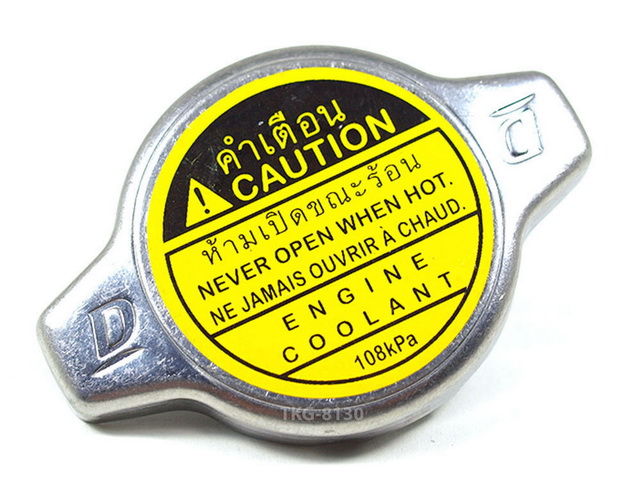 คำเตือน
CAUTION
ห้ามเปิดขณะร้อน
NEVER OPEN WHEN HOT.
NE JAMAIS OUVRIR À CHAUD.
ENGINE
COOLANT
108kPa
D
D
TKG-8130